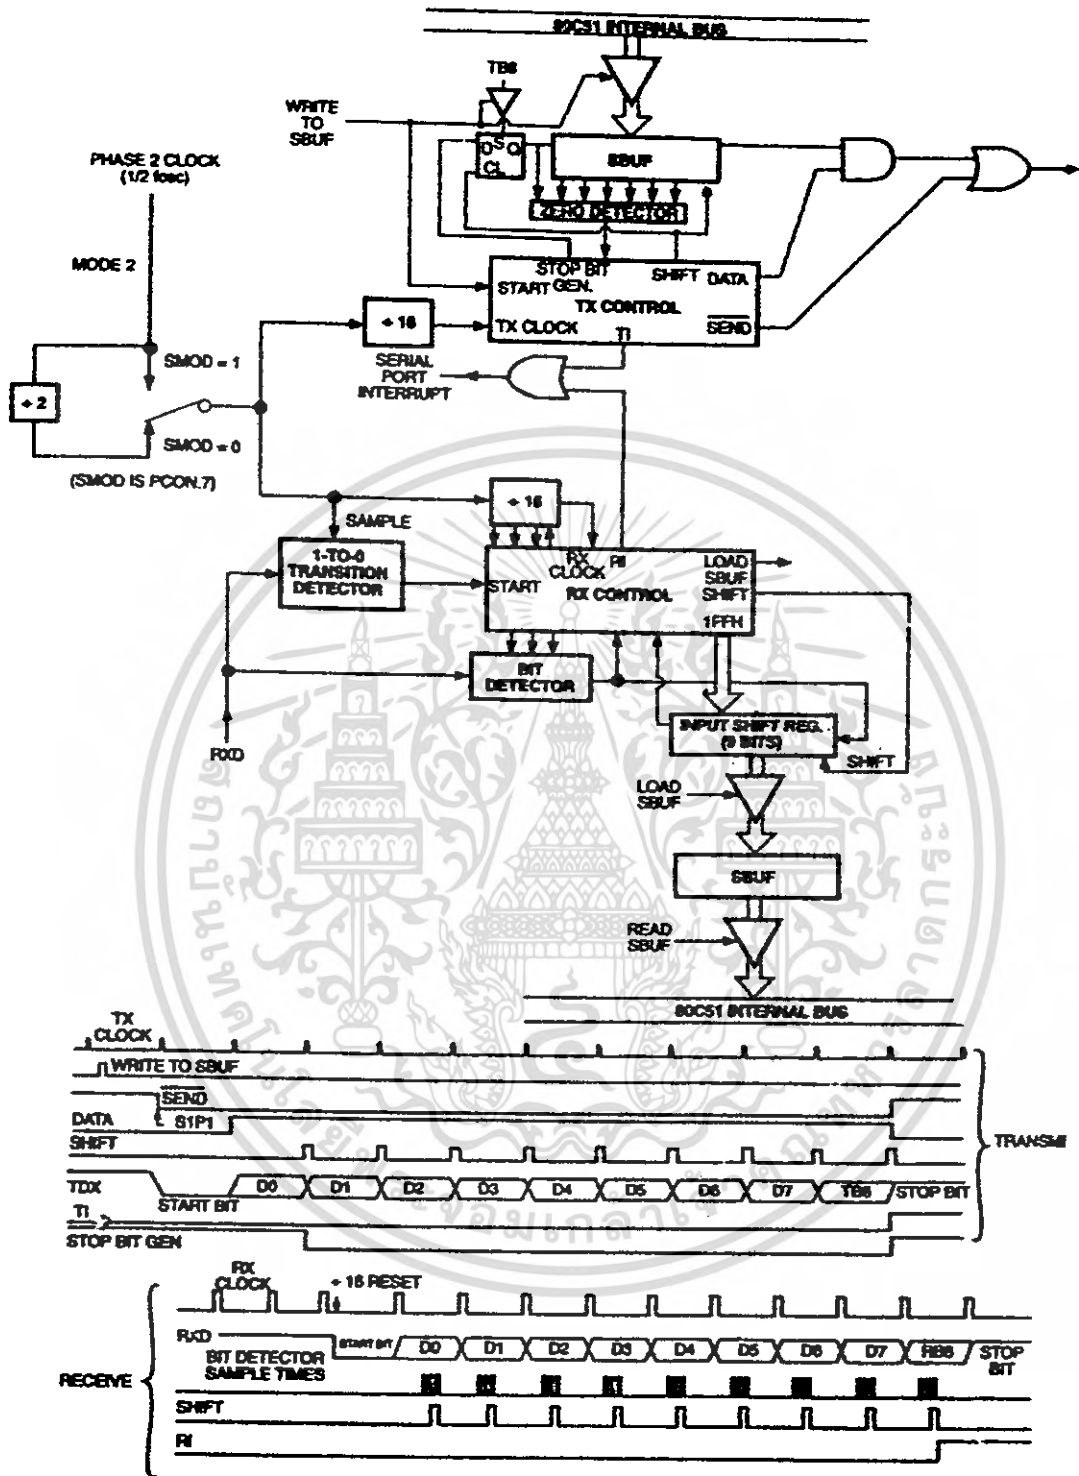 80C51 INTERNAL BUS
TB8
WRITE
TO
SBUF
D S Q
CL
SBUF
ZERO DETECTOR
PHASE 2 CLOCK
(1/2 fosc)
MODE 2
STOP BIT
GEN.
SHIFT
DATA
START
TX CONTROL
TX CLOCK
TI
SEND
÷ 16
SERIAL
PORT
INTERRUPT
SMOD = 1
÷ 2
SMOD = 0
(SMOD IS PCON.7)
÷ 16
SAMPLE
1-TO-0
TRANSITION
DETECTOR
RX
CLOCK
RI
LOAD
SBUF
START
RX CONTROL
SHIFT
1FFH
BIT
DETECTOR
INPUT SHIFT REG.
(9 BITS)
RXD
SHIFT
LOAD
SBUF
SBUF
READ
SBUF
80C51 INTERNAL BUS
TX
CLOCK
WRITE TO SBUF
SEND
DATA
S1P1
SHIFT
TRANSMI
TDX
START BIT
D0 D1 D2 D3 D4 D5 D6 D7 TB8 STOP BIT
TI
STOP BIT GEN
RX
CLOCK
÷ 16 RESET
RXD
START BIT D0 D1 D2 D3 D4 D5 D6 D7 RB8 STOP
BIT
BIT DETECTOR
SAMPLE TIMES
RECEIVE
SHIFT
RI